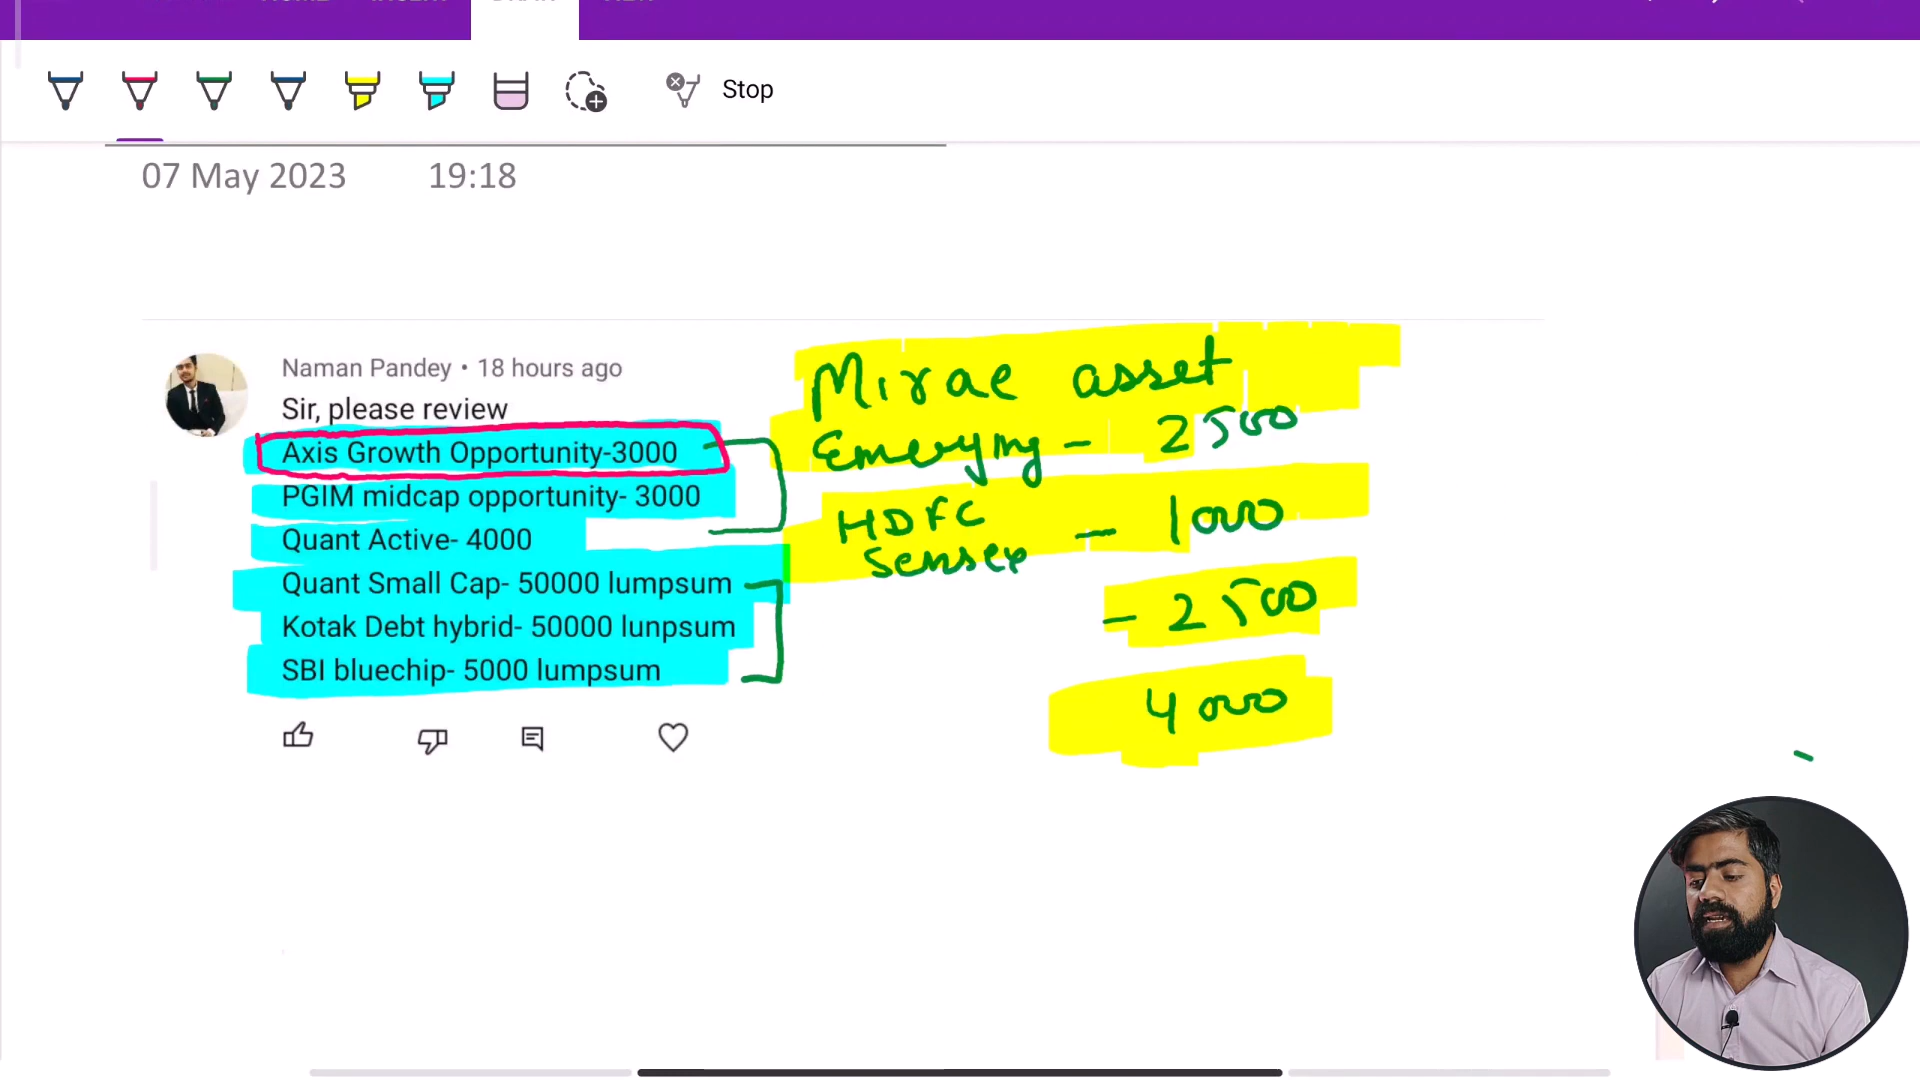 Stop
07 May 2023 19:18
Naman Pandey • 18 hours ago
Sir, please review
Axis Growth Opportunity-3000
PGIM midcap opportunity- 3000
Quant Active- 4000
Quant Small Cap- 50000 lumpsum
Kotak Debt hybrid- 50000 lunpsum
SBI bluechip- 5000 lumpsum
Mirae asset
Emerging - 2500
HDFC
Sensex - 1000
- 2500
4000